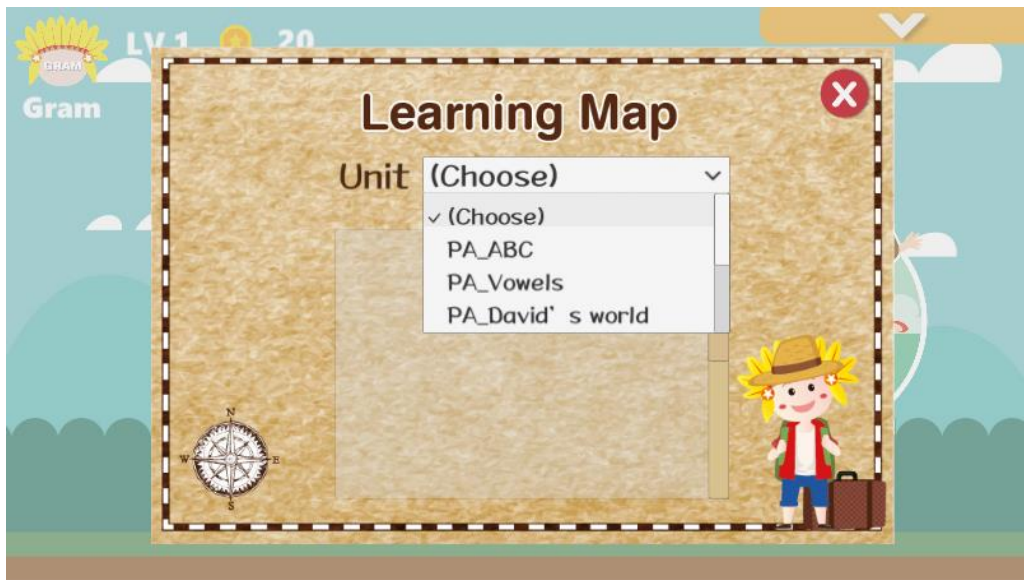 LV 1 20
GRAM
Gram
Learning Map
Unit (Choose)
✓ (Choose)
PA_ABC
PA_Vowels
PA_David’s world
N
W E
S